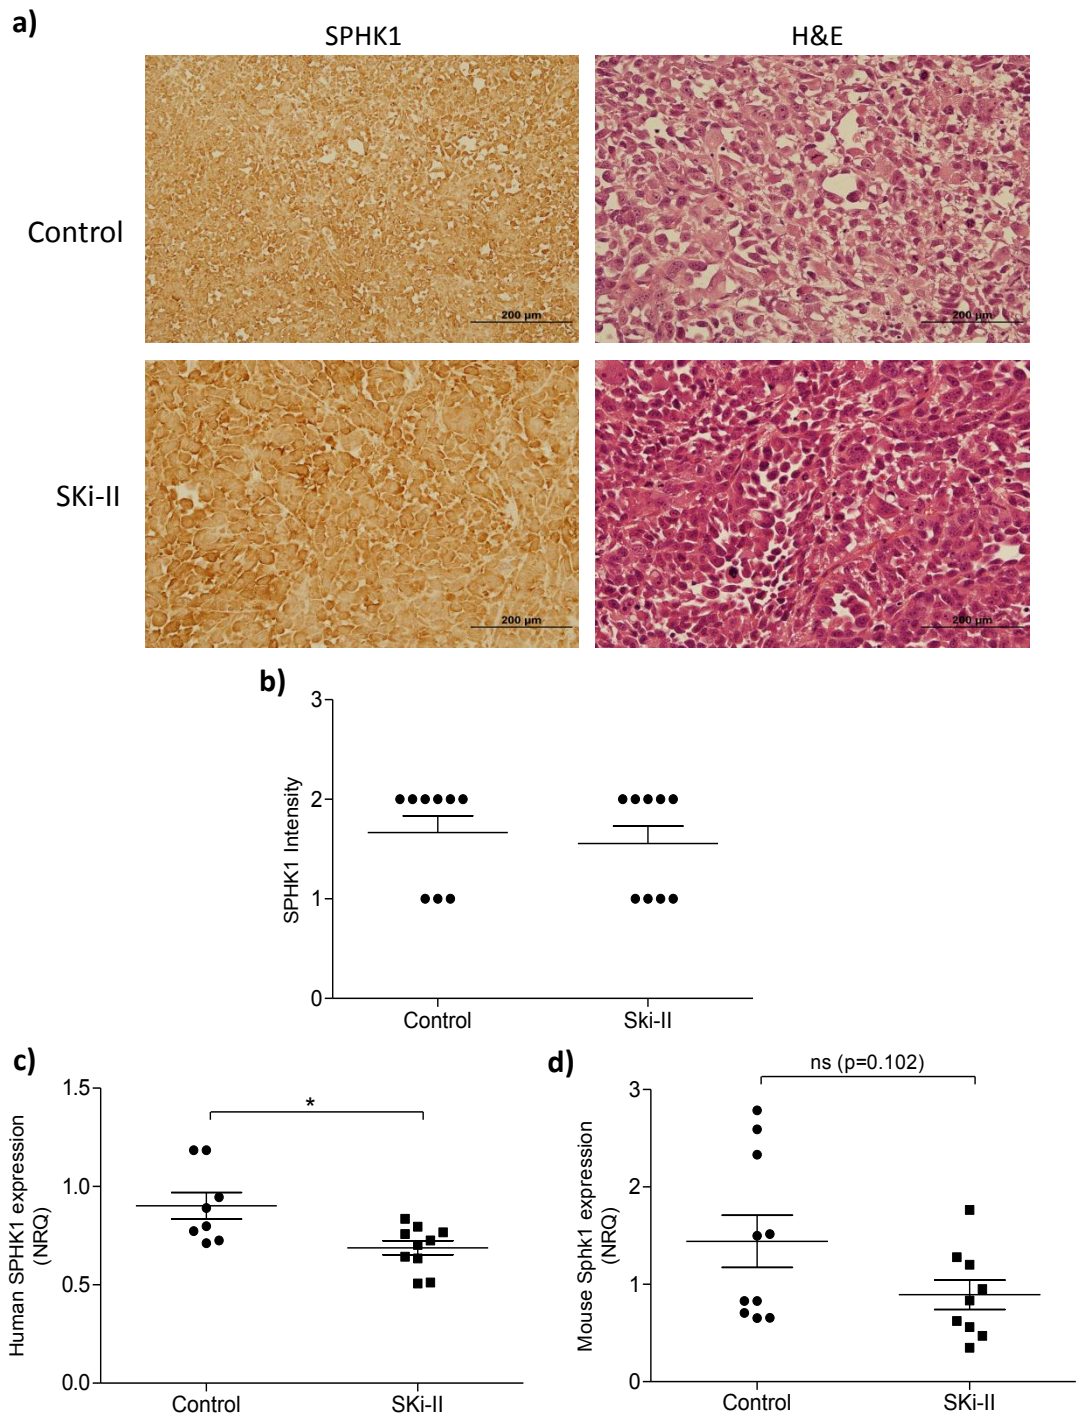 a)
SPHK1
H&E
Control
200 µm
200 µm
SKi-II
200 µm
200 µm
b)
3
2
1
0
SPHK1 Intensity
Control
Ski-II
c)
1.5
1.0
0.5
0.0
Human SPHK1 expression
(NRQ)
*
Control
SKi-II
d)
ns (p=0.102)
3
2
1
0
Mouse Sphk1 expression
(NRQ)
Control
SKi-II